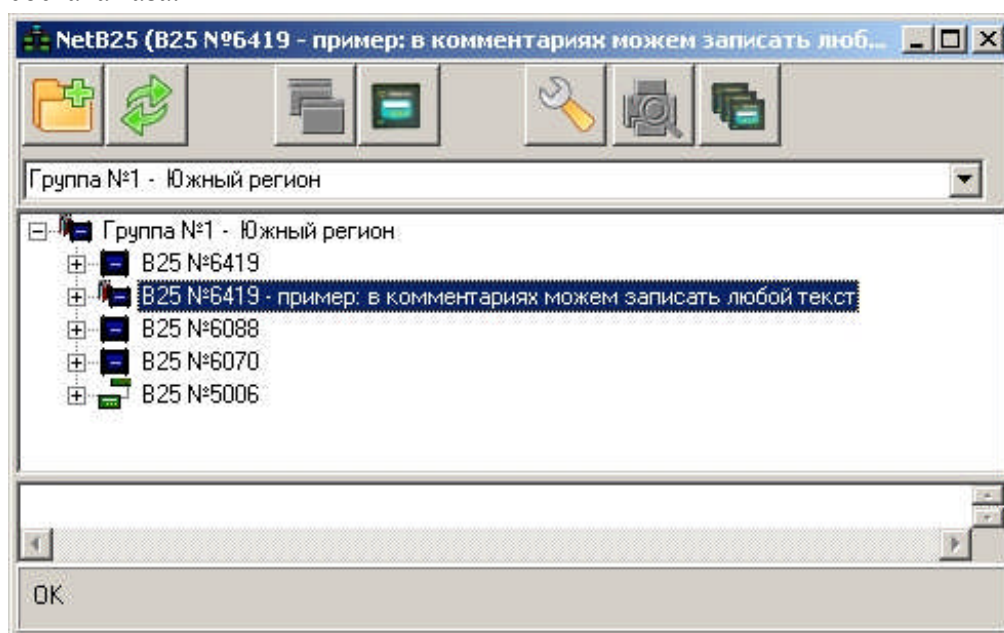 NetB25 (B25 №6419 - пример: в комментариях можем записать люб...
Группа №1 - Южный регион
Группа №1 - Южный регион
B25 №6419
B25 №6419 - пример: в комментариях можем записать любой текст
B25 №6088
B25 №6070
B25 №5006
OK